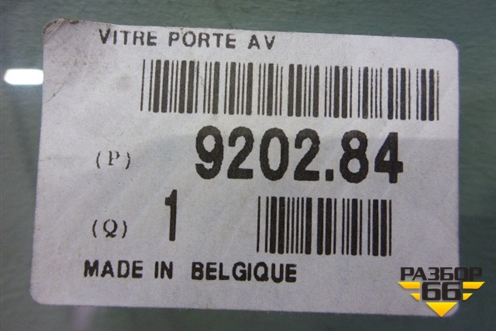 VITRE PORTE AV
(P) 9202.84
(Q) 1
MADE IN BELGIQUE
РАЗБОР
66